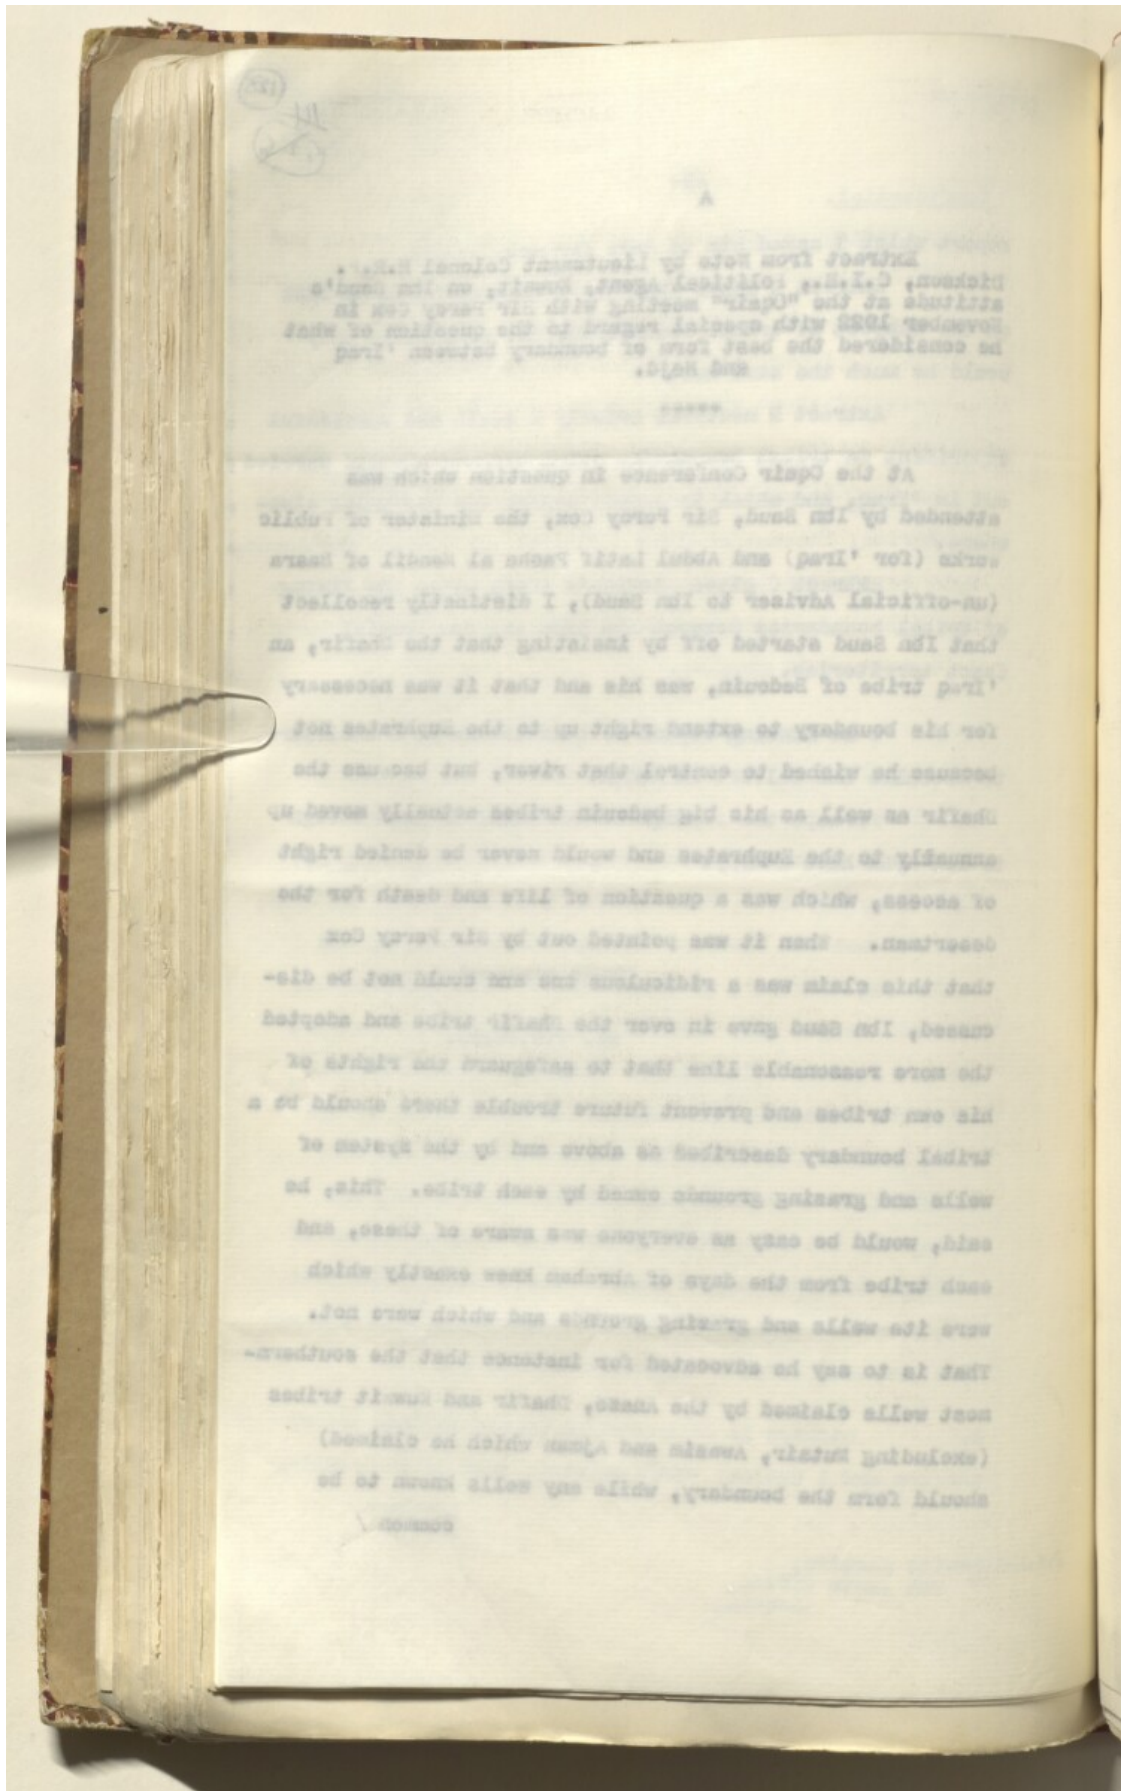 A
Extract from Note by Lieutenant Colonel H.R.P.
Dickson, C.I.E., Political Agent, Kuwait, on Ibn Saud's
attitude at the "Oqair" meeting with Sir Percy Cox in
November 1922 with special regard to the question of what
he considered the best form of boundary between 'Iraq
and Najd.
*****
At the Oqair Conference in question which was
attended by Ibn Saud, Sir Percy Cox, the Minister of Public
Works (for 'Iraq) and Abdul Latif Pasha al Mandil of Basra
(un-official Adviser to Ibn Saud), I distinctly recollect
that Ibn Saud started off by insisting that the Dhafir, an
'Iraq tribe of Bedouin, was his and that it was necessary
for his boundary to extend right up to the Euphrates not
because he wished to control that river, but because the
Dhafir as well as his big bedouin tribes actually moved up
annually to the Euphrates and would never be denied right
of access, which was a question of life and death for the
desertman. When it was pointed out by Sir Percy Cox
that this claim was a ridiculous one and could not be dis-
cussed, Ibn Saud gave in over the Dhafir tribe and adopted
the more reasonable line that to safeguard the rights of
his own tribes and prevent future trouble there should be a
tribal boundary described as above and by the system of
wells and grazing grounds owned by each tribe. This, he
said, would be easy as everyone was aware of these, and
each tribe from the days of Abraham knew exactly which
were its wells and grazing grounds and which were not.
That is to say he advocated for instance that the southern-
most wells claimed by the Amarat, Dhafir and Kuwait tribes
(excluding Mutair, Awazim and Ajman which he claimed)
should form the boundary, while any wells known to be
common /